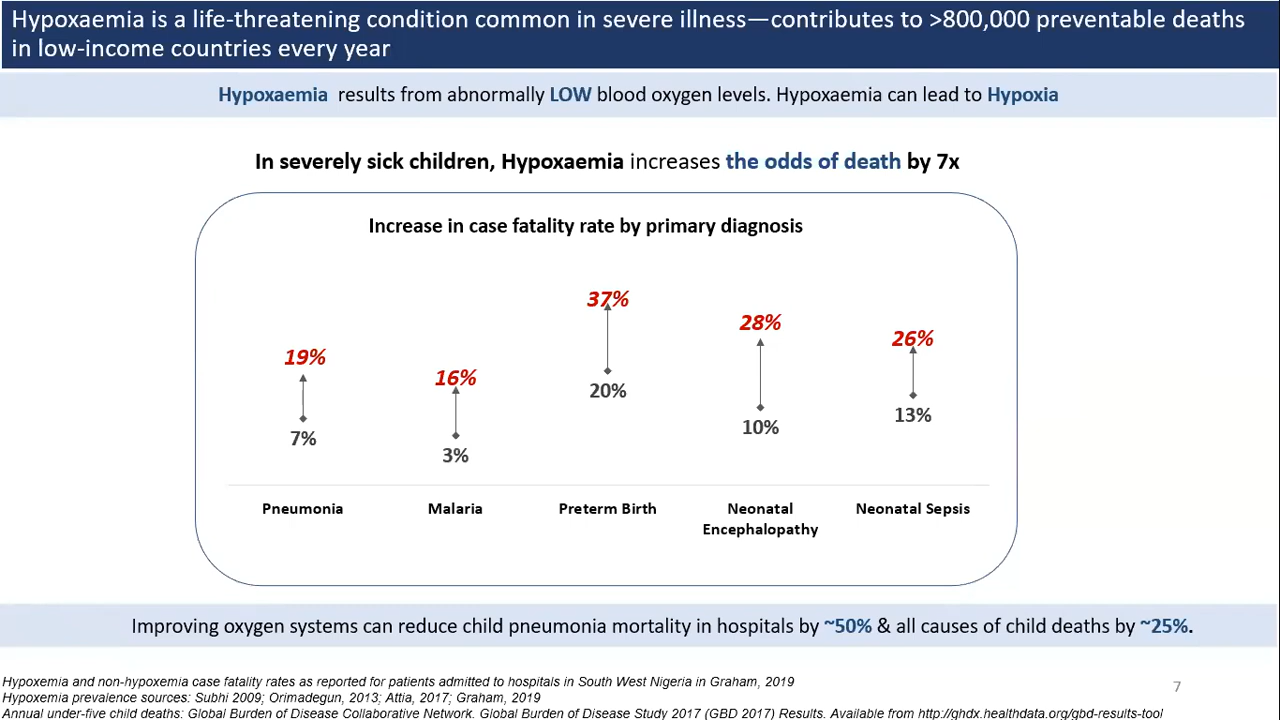 Hypoxaemia is a life-threatening condition common in severe illness—contributes to >800,000 preventable deaths
in low-income countries every year
Hypoxaemia results from abnormally LOW blood oxygen levels. Hypoxaemia can lead to Hypoxia
In severely sick children, Hypoxaemia increases the odds of death by 7x
Increase in case fatality rate by primary diagnosis
37%
28%
26%
19%
16%
20%
13%
10%
7%
3%
Pneumonia
Malaria
Preterm Birth
Neonatal
Encephalopathy
Neonatal Sepsis
Improving oxygen systems can reduce child pneumonia mortality in hospitals by ~50% & all causes of child deaths by ~25%.
Hypoxemia and non-hypoxemia case fatality rates as reported for patients admitted to hospitals in South West Nigeria in Graham, 2019
7
Hypoxemia prevalence sources: Subhi 2009; Orimadegun, 2013; Attia, 2017; Graham, 2019
Annual under-five child deaths: Global Burden of Disease Collaborative Network. Global Burden of Disease Study 2017 (GBD 2017) Results. Available from http://ghdx.healthdata.org/gbd-results-tool